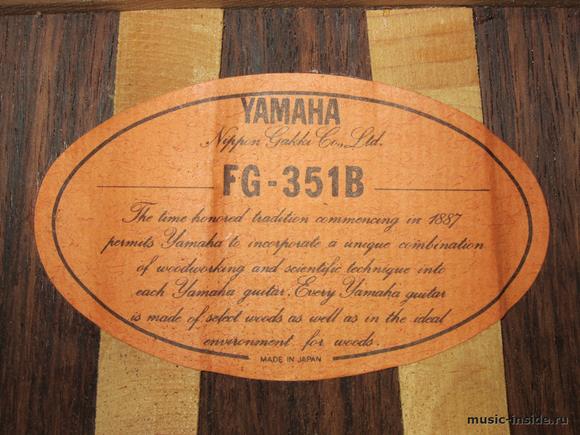 YAMAHA
Nippon Gakki Co., Ltd.
FG-351B
The time honored tradition commencing in 1887
permits Yamaha to incorporate a unique combination
of woodworking and scientific technique into
each Yamaha guitar. Every Yamaha guitar
is made of select woods as well as in the ideal
environment for woods.
MADE IN JAPAN
music-inside.ru